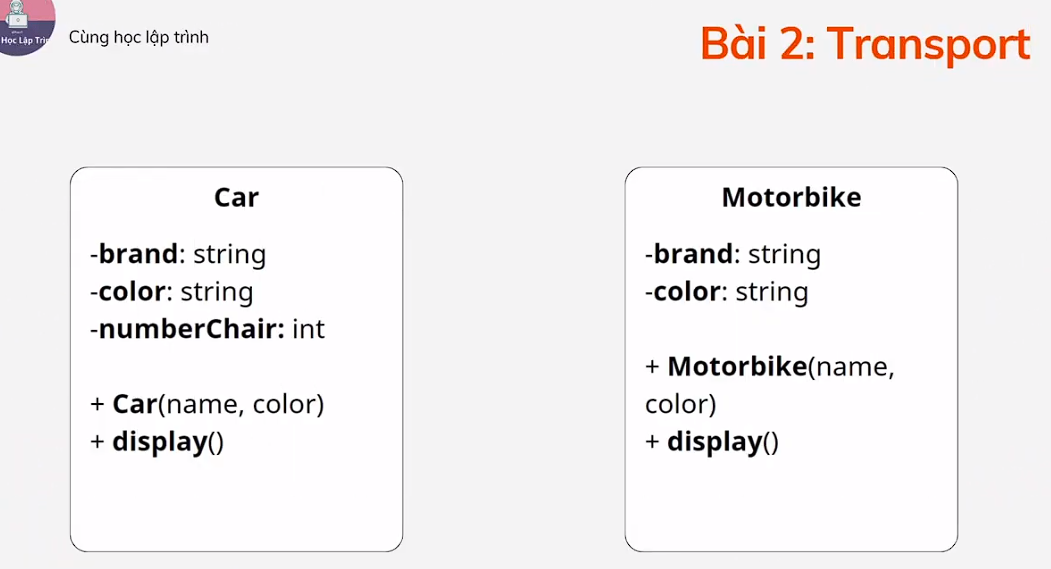 Học Lập Trìn
Cùng học lập trình
Bài 2: Transport
Car
-brand: string
-color: string
-numberChair: int
+ Car(name, color)
+ display()
Motorbike
-brand: string
-color: string
+ Motorbike(name,
color)
+ display()